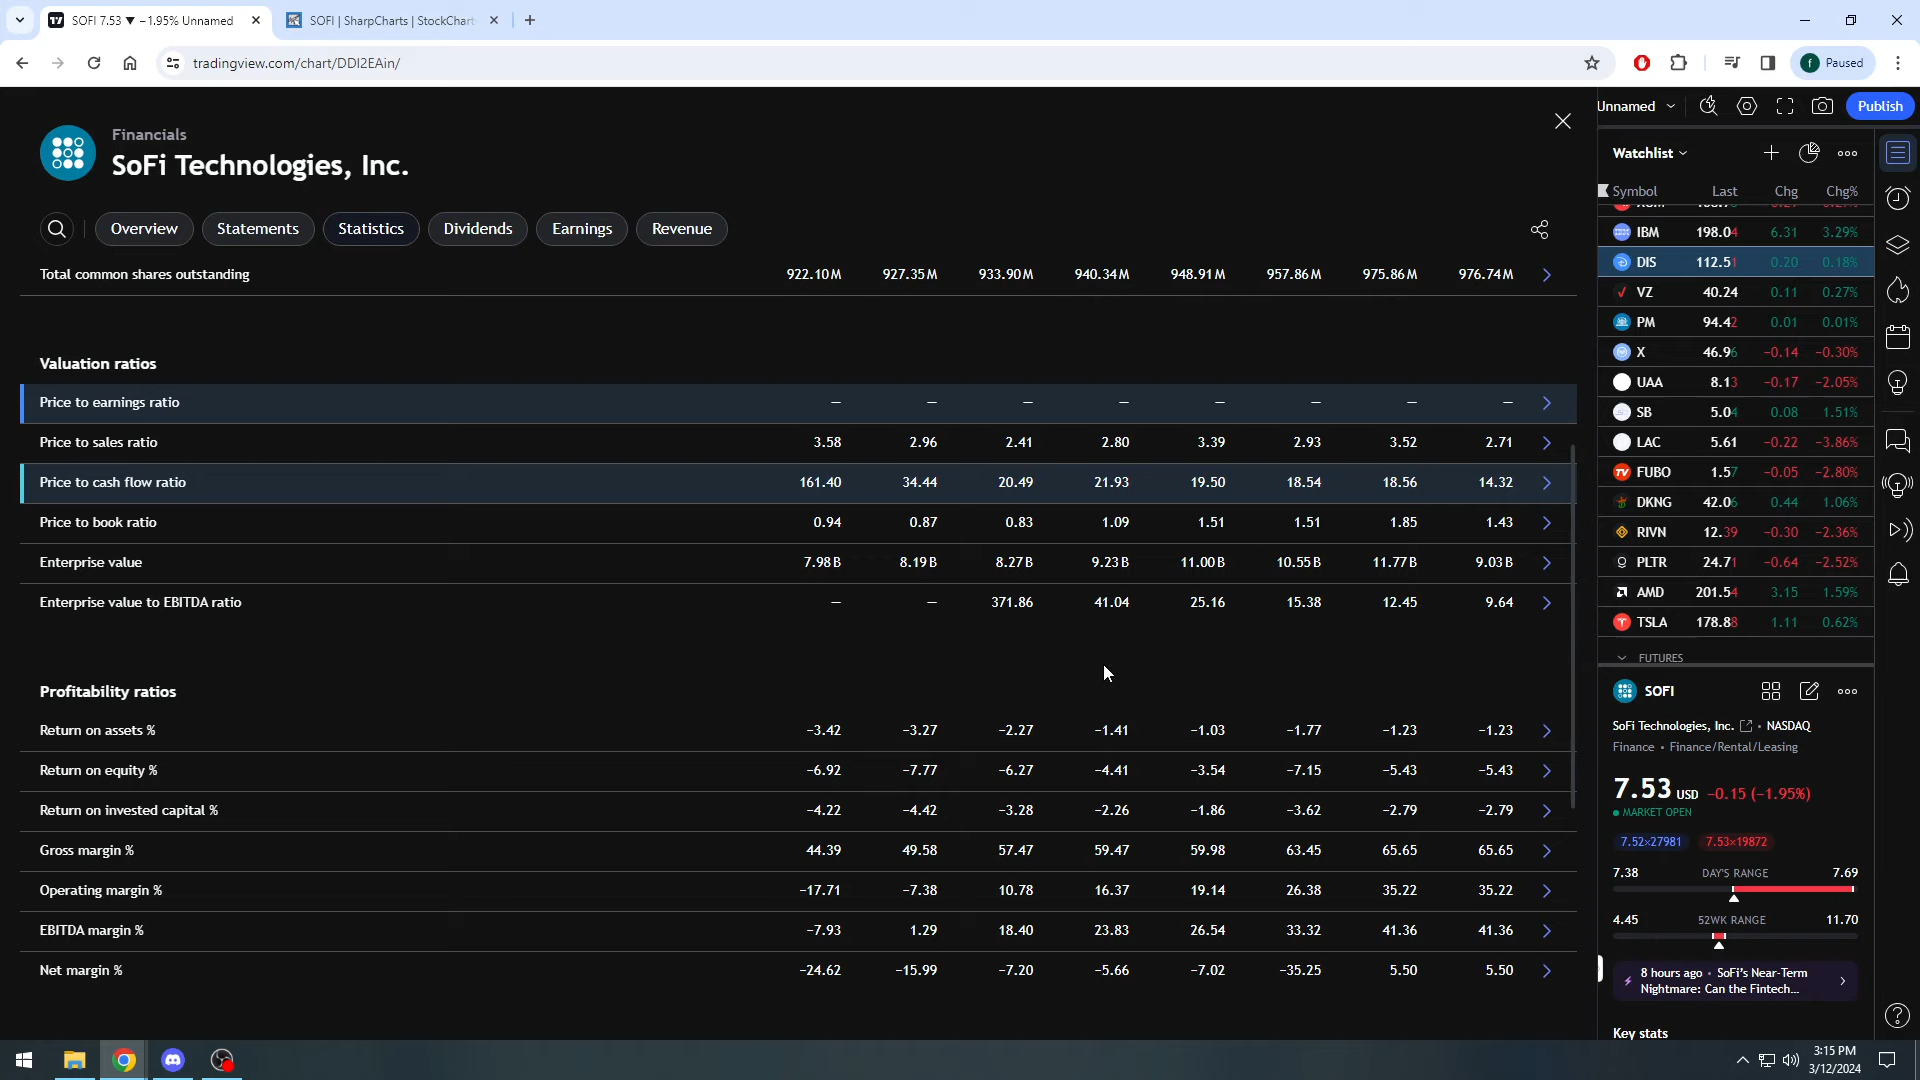 SOFI 7.53 ▼ −1.95% Unnamed
SOFI | SharpCharts | StockChart
tradingview.com/chart/DDI2EAin/
f Paused
Financials
SoFi Technologies, Inc.
Overview Statements Statistics Dividends Earnings Revenue
Total common shares outstanding 922.10M 927.35M 933.90M 940.34M 948.91M 957.86M 975.86M 976.74M
Valuation ratios
Price to earnings ratio — — — — — — — —
Price to sales ratio 3.58 2.96 2.41 2.80 3.39 2.93 3.52 2.71
Price to cash flow ratio 161.40 34.44 20.49 21.93 19.50 18.54 18.56 14.32
Price to book ratio 0.94 0.87 0.83 1.09 1.51 1.51 1.85 1.43
Enterprise value 7.98B 8.19B 8.27B 9.23B 11.00B 10.55B 11.77B 9.03B
Enterprise value to EBITDA ratio — — 371.86 41.04 25.16 15.38 12.45 9.64
Profitability ratios
Return on assets % −3.42 −3.27 −2.27 −1.41 −1.03 −1.77 −1.23 −1.23
Return on equity % −6.92 −7.77 −6.27 −4.41 −3.54 −7.15 −5.43 −5.43
Return on invested capital % −4.22 −4.42 −3.28 −2.26 −1.86 −3.62 −2.79 −2.79
Gross margin % 44.39 49.58 57.47 59.47 59.98 63.45 65.65 65.65
Operating margin % −17.71 −7.38 10.78 16.37 19.14 26.38 35.22 35.22
EBITDA margin % −7.93 1.29 18.40 23.83 26.54 33.32 41.36 41.36
Net margin % −24.62 −15.99 −7.20 −5.66 −7.02 −35.25 5.50 5.50
Unnamed
Publish
Watchlist
Symbol Last Chg Chg%
IBM 198.04 6.31 3.29%
DIS 112.51 0.20 0.18%
VZ 40.24 0.11 0.27%
PM 94.42 0.01 0.01%
X 46.96 −0.14 −0.30%
UAA 8.13 −0.17 −2.05%
SB 5.04 0.08 1.51%
LAC 5.61 −0.22 −3.86%
FUBO 1.57 −0.05 −2.80%
DKNG 42.06 0.44 1.06%
RIVN 12.39 −0.30 −2.36%
PLTR 24.71 −0.64 −2.52%
AMD 201.54 3.15 1.59%
TSLA 178.88 1.11 0.62%
FUTURES
SOFI
SoFi Technologies, Inc. • NASDAQ
Finance • Finance/Rental/Leasing
7.53 USD −0.15 (−1.95%)
MARKET OPEN
7.52×27981 7.53×19872
7.38 DAY'S RANGE 7.69
4.45 52WK RANGE 11.70
8 hours ago • SoFi's Near-Term
Nightmare: Can the Fintech...
Key stats
3:15 PM
3/12/2024